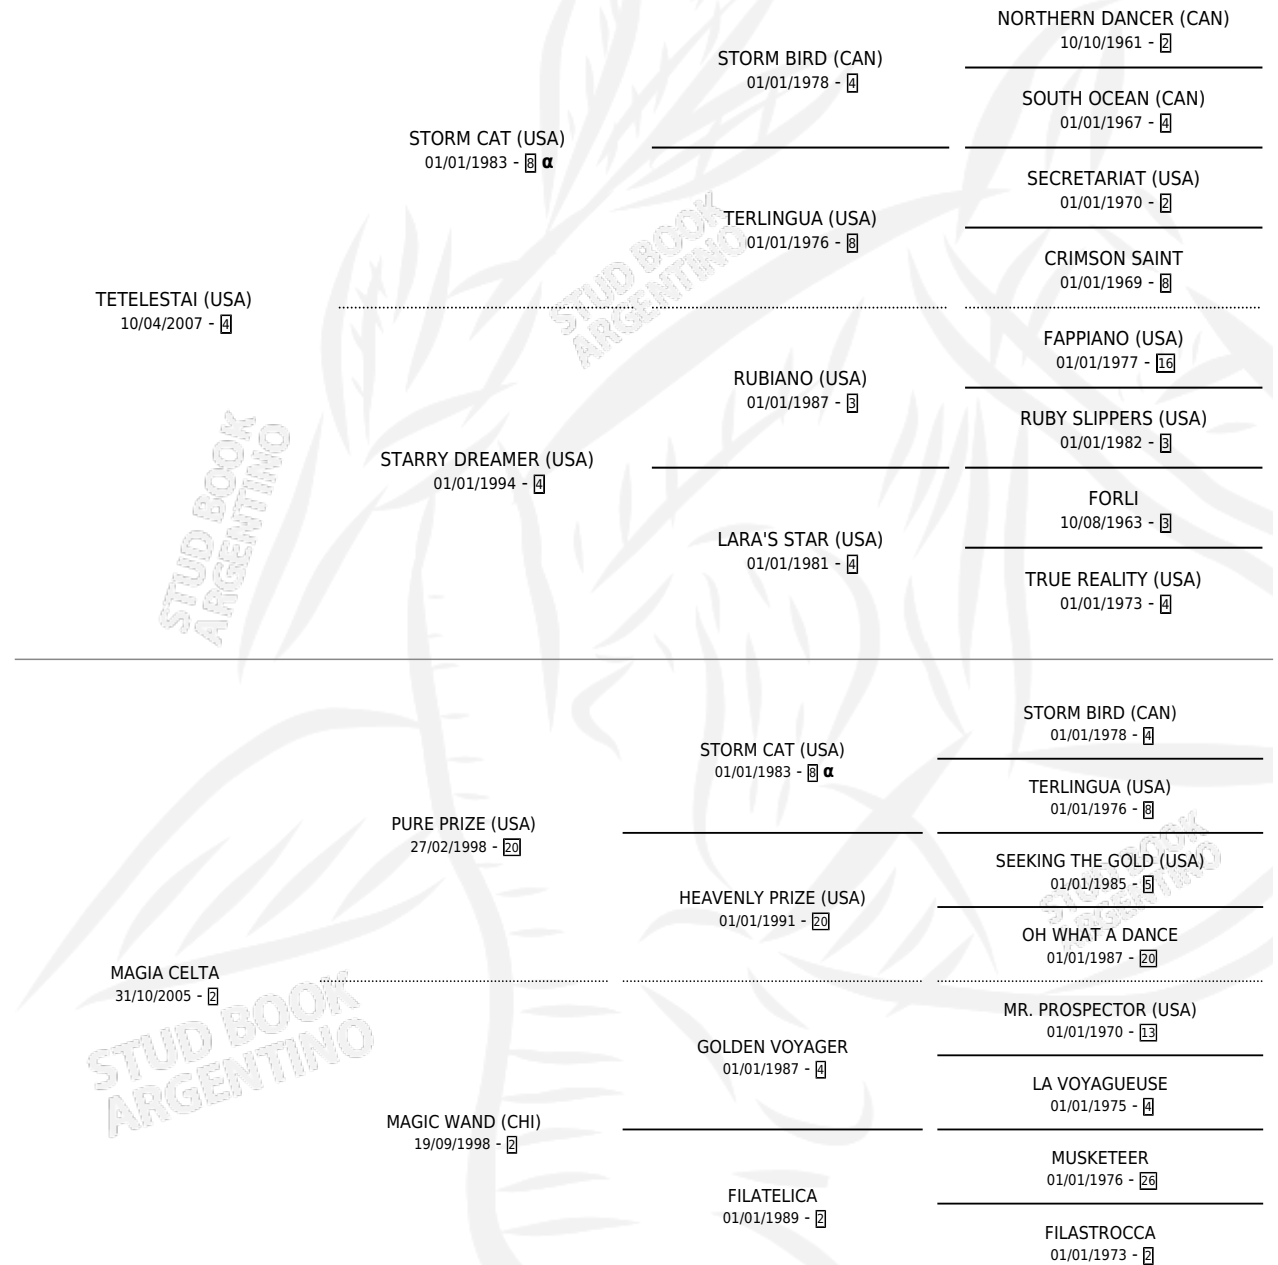 NORTHERN DANCER (CAN)
10/10/1961 - 2
STORM BIRD (CAN)
01/01/1978 - 4
SOUTH OCEAN (CAN)
01/01/1967 - 4
STORM CAT (USA)
01/01/1983 - 8 α
SECRETARIAT (USA)
01/01/1970 - 2
TERLINGUA (USA)
01/01/1976 - 8
CRIMSON SAINT
01/01/1969 - 8
TETELESTAI (USA)
10/04/2007 - 4
FAPPIANO (USA)
01/01/1977 - 16
RUBIANO (USA)
01/01/1987 - 3
RUBY SLIPPERS (USA)
01/01/1982 - 3
STARRY DREAMER (USA)
01/01/1994 - 4
FORLI
10/08/1963 - 3
LARA'S STAR (USA)
01/01/1981 - 4
TRUE REALITY (USA)
01/01/1973 - 4
STORM BIRD (CAN)
01/01/1978 - 4
STORM CAT (USA)
01/01/1983 - 8 α
TERLINGUA (USA)
01/01/1976 - 8
PURE PRIZE (USA)
27/02/1998 - 20
SEEKING THE GOLD (USA)
01/01/1985 - 5
HEAVENLY PRIZE (USA)
01/01/1991 - 20
OH WHAT A DANCE
01/01/1987 - 20
MAGIA CELTA
31/10/2005 - 2
MR. PROSPECTOR (USA)
01/01/1970 - 13
GOLDEN VOYAGER
01/01/1987 - 4
LA VOYAGUEUSE
01/01/1975 - 4
MAGIC WAND (CHI)
19/09/1998 - 2
MUSKETEER
01/01/1976 - 26
FILATELICA
01/01/1989 - 2
FILASTROCCA
01/01/1973 - 2
STUD BOOK
ARGENTINO
STUD BOOK
ARGENTINO
STUD BOOK
ARGENTINO
STUD BOOK
ARGENTINO